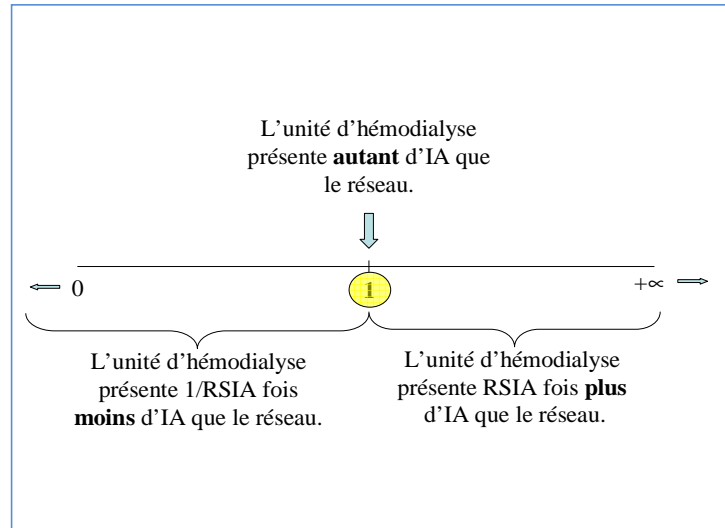 L’unité d’hémodialyse
présente autant d’IA que
le réseau.
0
1
+∝
L’unité d’hémodialyse
présente 1/RSIA fois
moins d’IA que le réseau.
L’unité d’hémodialyse
présente RSIA fois plus
d’IA que le réseau.